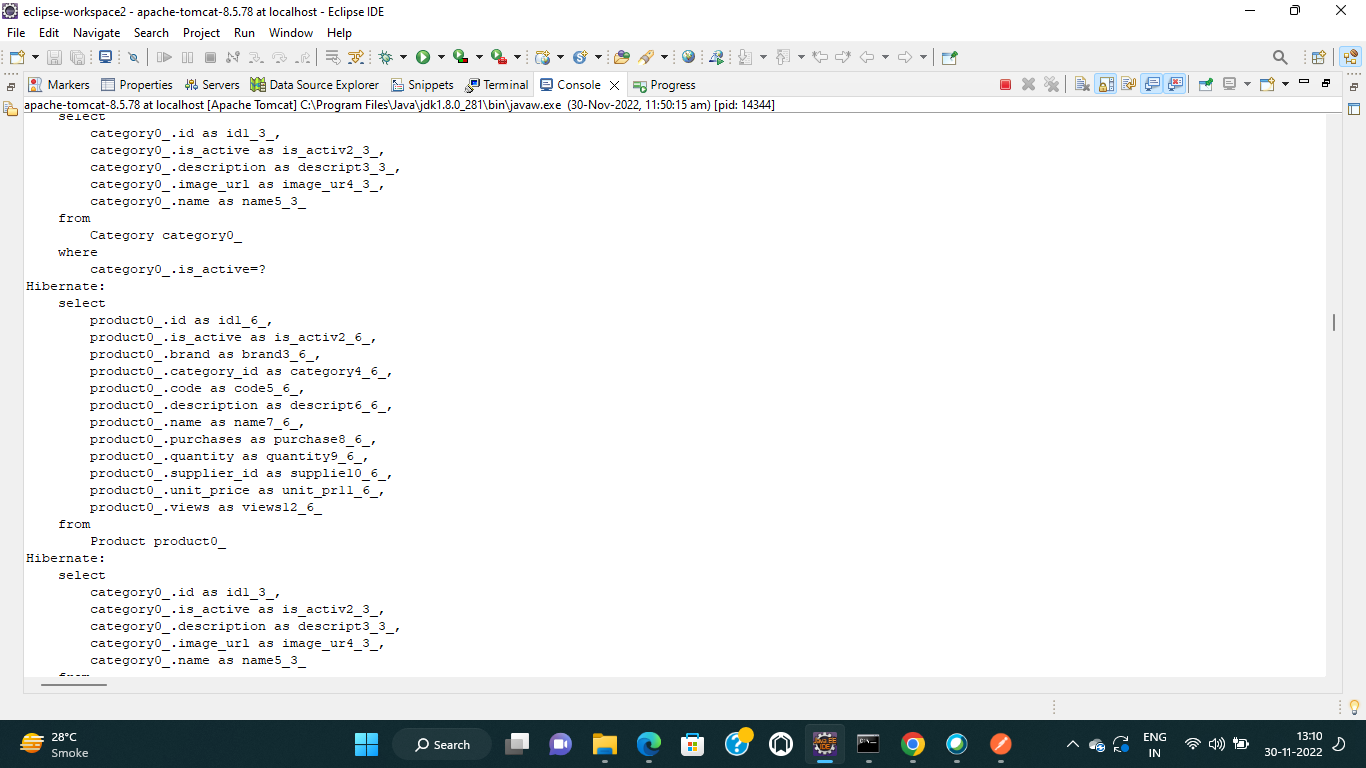 eclipse-workspace2 - apache-tomcat-8.5.78 at localhost - Eclipse IDE
File Edit Navigate Search Project Run Window Help
Markers Properties Servers Data Source Explorer Snippets Terminal Console Progress
apache-tomcat-8.5.78 at localhost [Apache Tomcat] C:\Program Files\Java\jdk1.8.0_281\bin\javaw.exe (30-Nov-2022, 11:50:15 am) [pid: 14344]
select
category0_.id as id1_3_,
category0_.is_active as is_activ2_3_,
category0_.description as descript3_3_,
category0_.image_url as image_ur4_3_,
category0_.name as name5_3_
from
Category category0_
where
category0_.is_active=?
Hibernate:
select
product0_.id as id1_6_,
product0_.is_active as is_activ2_6_,
product0_.brand as brand3_6_,
product0_.category_id as category4_6_,
product0_.code as code5_6_,
product0_.description as descript6_6_,
product0_.name as name7_6_,
product0_.purchases as purchase8_6_,
product0_.quantity as quantity9_6_,
product0_.supplier_id as supplie10_6_,
product0_.unit_price as unit_pr11_6_,
product0_.views as views12_6_
from
Product product0_
Hibernate:
select
category0_.id as id1_3_,
category0_.is_active as is_activ2_3_,
category0_.description as descript3_3_,
category0_.image_url as image_ur4_3_,
category0_.name as name5_3_
from
28°C
Smoke
Search
ENG
IN
13:10
30-11-2022